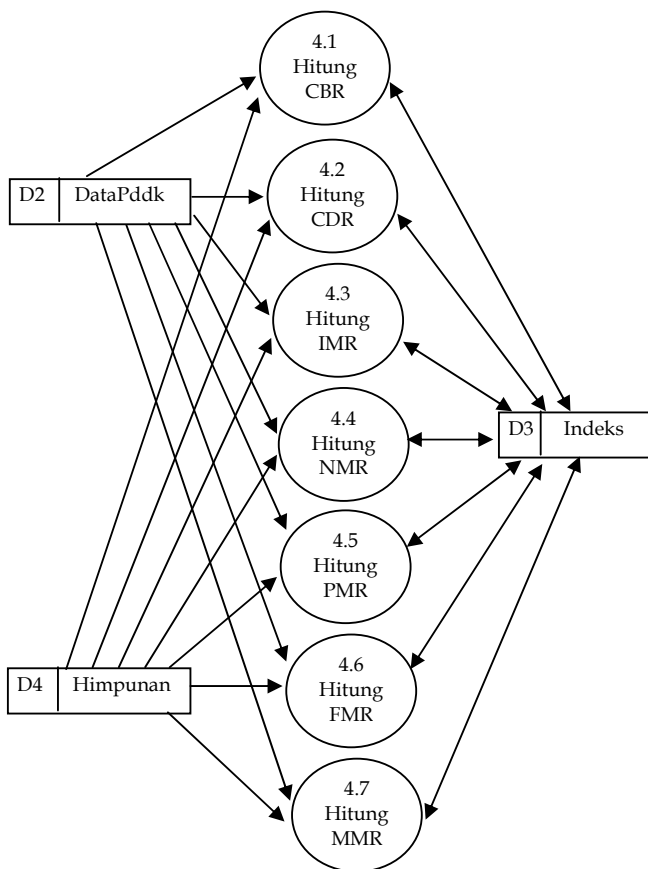 4.1
Hitung
CBR
D2 DataPddk
4.2
Hitung
CDR
4.3
Hitung
IMR
4.4
Hitung
NMR
D3 Indeks
4.5
Hitung
PMR
D4 Himpunan
4.6
Hitung
FMR
4.7
Hitung
MMR